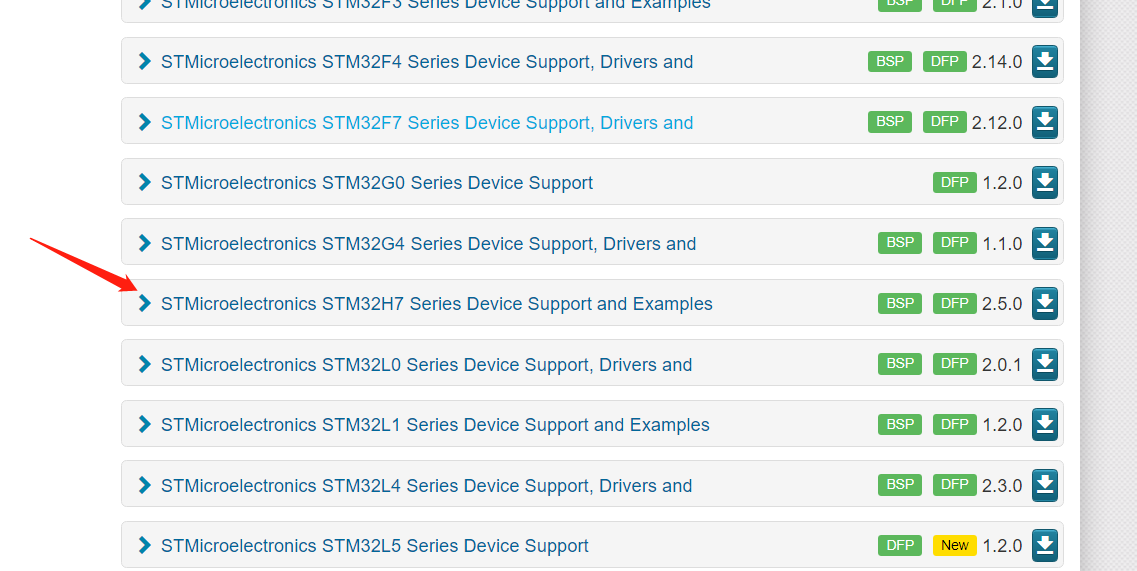 STMicroelectronics STM32F3 Series Device Support and Examples BSP DFP 2.1.0
STMicroelectronics STM32F4 Series Device Support, Drivers and BSP DFP 2.14.0
STMicroelectronics STM32F7 Series Device Support, Drivers and BSP DFP 2.12.0
STMicroelectronics STM32G0 Series Device Support DFP 1.2.0
STMicroelectronics STM32G4 Series Device Support, Drivers and BSP DFP 1.1.0
STMicroelectronics STM32H7 Series Device Support and Examples BSP DFP 2.5.0
STMicroelectronics STM32L0 Series Device Support, Drivers and BSP DFP 2.0.1
STMicroelectronics STM32L1 Series Device Support and Examples BSP DFP 1.2.0
STMicroelectronics STM32L4 Series Device Support, Drivers and BSP DFP 2.3.0
STMicroelectronics STM32L5 Series Device Support DFP New 1.2.0